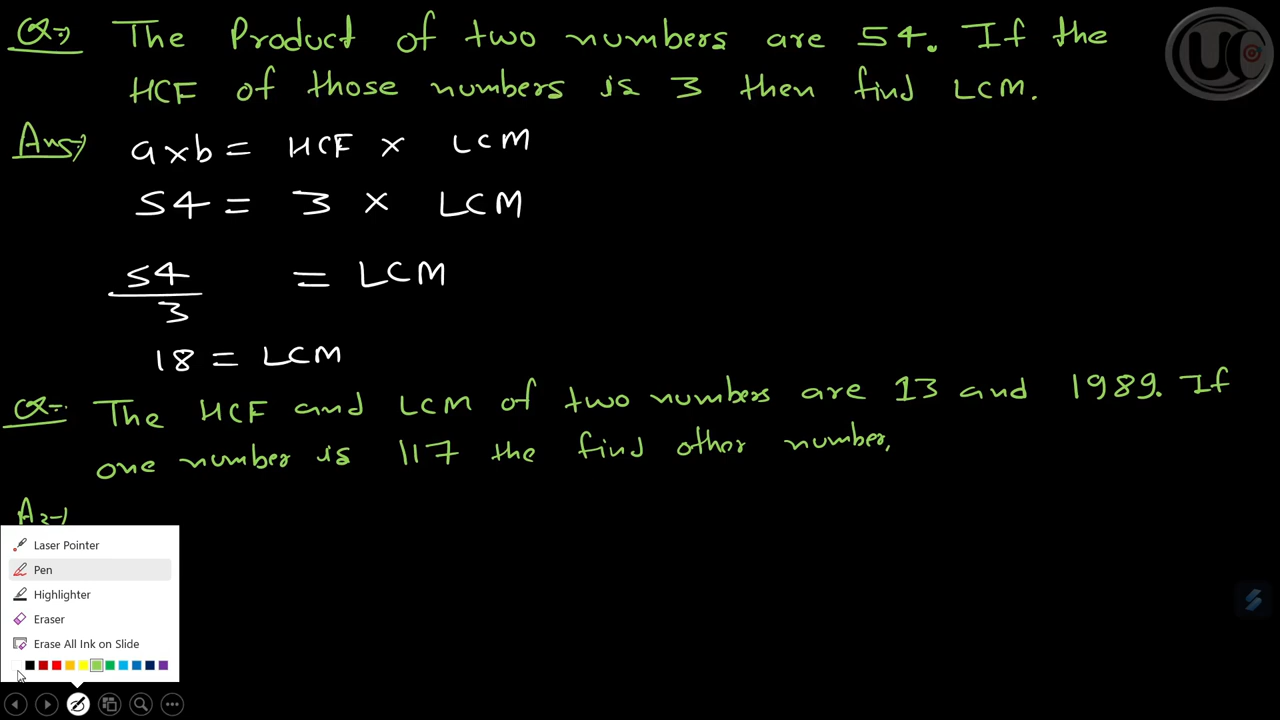 Q:-) The Product of two numbers are 54. If the
HCF of those numbers is 3 then find LCM.
Ans:-) a×b = HCF × LCM
54 = 3 × LCM
54/3 = LCM
18 = LCM
Q:-. The HCF and LCM of two numbers are 13 and 1989. If
one number is 117 the find other number,
Laser Pointer
Pen
Highlighter
Eraser
Erase All Ink on Slide
UC